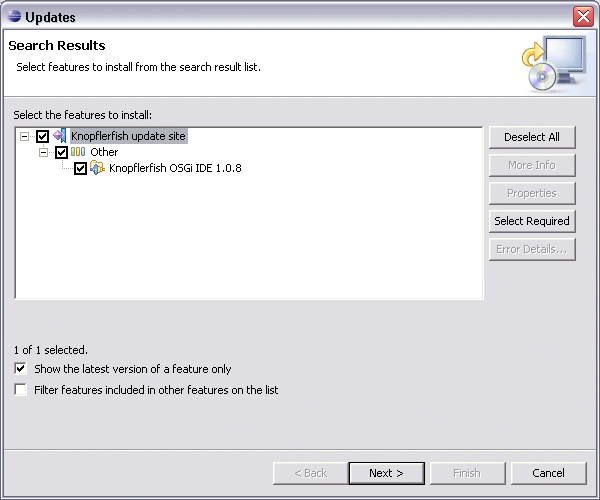 Updates
Search Results
Select features to install from the search result list.
Select the features to install:
Knopflerfish update site
Other
Knopflerfish OSGi IDE 1.0.8
Deselect All
More Info
Properties
Select Required
Error Details...
1 of 1 selected.
Show the latest version of a feature only
Filter features included in other features on the list
< Back
Next >
Finish
Cancel